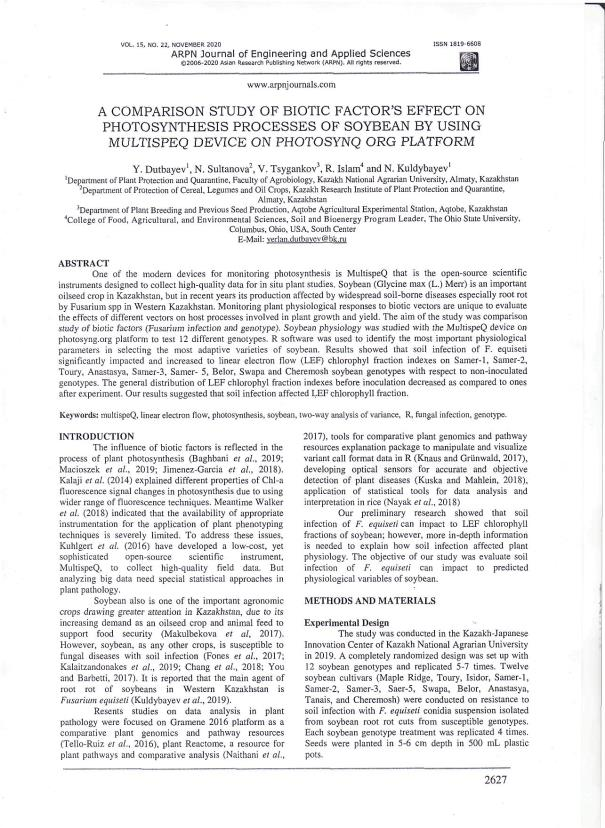 VOL. 15, NO. 22, NOVEMBER 2020
ISSN 1819-6608
ARPN Journal of Engineering and Applied Sciences
©2006-2020 Asian Research Publishing Network (ARPN). All rights reserved.
www.arpnjournals.com
A COMPARISON STUDY OF BIOTIC FACTOR'S EFFECT ON
PHOTOSYNTHESIS PROCESSES OF SOYBEAN BY USING
MULTISPEQ DEVICE ON PHOTOSYNQ ORG PLATFORM
Y. Dutbayev¹, N. Sultanova², V. Tsygankov³, R. Islam⁴ and N. Kuldybayev¹
¹Department of Plant Protection and Quarantine, Faculty of Agrobiology, Kazakh National Agrarian University, Almaty, Kazakhstan
²Department of Protection of Cereal, Legumes and Oil Crops, Kazakh Research Institute of Plant Protection and Quarantine,
Almaty, Kazakhstan
³Department of Plant Breeding and Previous Seed Production, Aqtobe Agricultural Experimental Station, Aqtobe, Kazakhstan
⁴College of Food, Agricultural, and Environmental Sciences, Soil and Bioenergy Program Leader, The Ohio State University,
Columbus, Ohio, USA, South Center
E-Mail: yerlan.dutbayev@bk.ru
ABSTRACT
One of the modern devices for monitoring photosynthesis is MultispeQ that is the open-source scientific
instruments designed to collect high-quality data for in situ plant studies. Soybean (Glycine max (L.) Merr) is an important
oilseed crop in Kazakhstan, but in recent years its production affected by widespread soil-borne diseases especially root rot
by Fusarium spp in Western Kazakhstan. Monitoring plant physiological responses to biotic vectors are unique to evaluate
the effects of different vectors on host processes involved in plant growth and yield. The aim of the study was comparison
study of biotic factors (Fusarium infection and genotype). Soybean physiology was studied with the MultispeQ device on
photsynq.org platform to test 12 different genotypes. R software was used to identify the most important physiological
parameters in selecting the most adaptive varieties of soybean. Results showed that soil infection of F. equiseti
significantly impacted and increased to linear electron flow (LEF) chlorophyl fraction indexes on Samer-1, Samer-2,
Toury, Anastasya, Samer-3, Samer- 5, Belor, Swapa and Cheremosh soybean genotypes with respect to non-inoculated
genotypes. The general distribution of LEF chlorophyl fraction indexes before inoculation decreased as compared to ones
after experiment. Our results suggested that soil infection affected LEF chlorophyll fraction.
Keywords: multispeQ, linear electron flow, photosynthesis, soybean, two-way analysis of variance, R, fungal infection, genotype.
INTRODUCTION
The influence of biotic factors is reflected in the
process of plant photosynthesis (Baghbani et al., 2019;
Macioszek et al., 2019; Jimenez-Garcia et al., 2018).
Kalaji et al. (2014) explained different properties of Chl-a
fluorescence signal changes in photosynthesis due to using
wider range of fluorescence techniques. Meantime Walker
et al. (2018) indicated that the availability of appropriate
instrumentation for the application of plant phenotyping
techniques is severely limited. To address these issues,
Kuhlgert et al. (2016) have developed a low-cost, yet
sophisticated open-source scientific instrument,
MultispeQ, to collect high-quality field data. But
analyzing big data need special statistical approaches in
plant pathology.
Soybean also is one of the important agronomic
crops drawing greater attention in Kazakhstan, due to its
increasing demand as an oilseed crop and animal feed to
support food security (Makulbekova et al, 2017).
However, soybean, as any other crops, is susceptible to
fungal diseases with soil infection (Fones et al., 2017;
Kalaitzandonakes et al., 2019; Chang et al., 2018; You
and Barbetti, 2017). It is reported that the main agent of
root rot of soybeans in Western Kazakhstan is
Fusarium equiseti (Kuldybayev et al., 2019).
Resents studies on data analysis in plant
pathology were focused on Gramene 2016 platform as a
comparative plant genomics and pathway resources
(Tello-Ruiz et al., 2016), plant Reactome, a resource for
plant pathways and comparative analysis (Naithani et al.,
2017), tools for comparative plant genomics and pathway
resources explanation package to manipulate and visualize
variant call format data in R (Knaus and Grünwald, 2017),
developing optical sensors for accurate and objective
detection of plant diseases (Kuska and Mahlein, 2018),
application of statistical tools for data analysis and
interpretation in rice (Nayak et al., 2018)
Our preliminary research showed that soil
infection of F. equiseti can impact to LEF chlorophyll
fractions of soybean; however, more in-depth information
is needed to explain how soil infection affected plant
physiology. The objective of our study was evaluate soil
infection of F. equiseti can impact to predicted
physiological variables of soybean.
METHODS AND MATERIALS
Experimental Design
The study was conducted in the Kazakh-Japanese
Innovation Center of Kazakh National Agrarian University
in 2019. A completely randomized design was set up with
12 soybean genotypes and replicated 5-7 times. Twelve
soybean cultivars (Maple Ridge, Toury, Isidor, Samer-1,
Samer-2, Samer-3, Saer-5, Swapa, Belor, Anastasya,
Tanais, and Cheremosh) were conducted on resistance to
soil infection with F. equiseti conidia suspension isolated
from soybean root rot cuts from susceptible genotypes.
Each soybean genotype treatment was replicated 4 times.
Seeds were planted in 5-6 cm depth in 500 mL plastic
pots.
2627